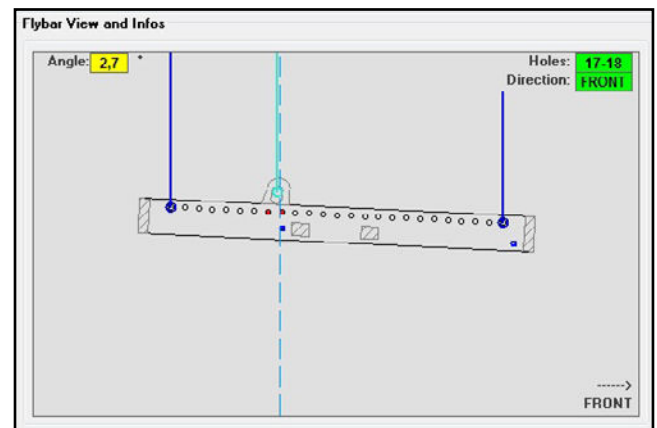 Flybar View and Infos
Angle: 2,7 °
Holes: 17-18
Direction: FRONT
------>
FRONT